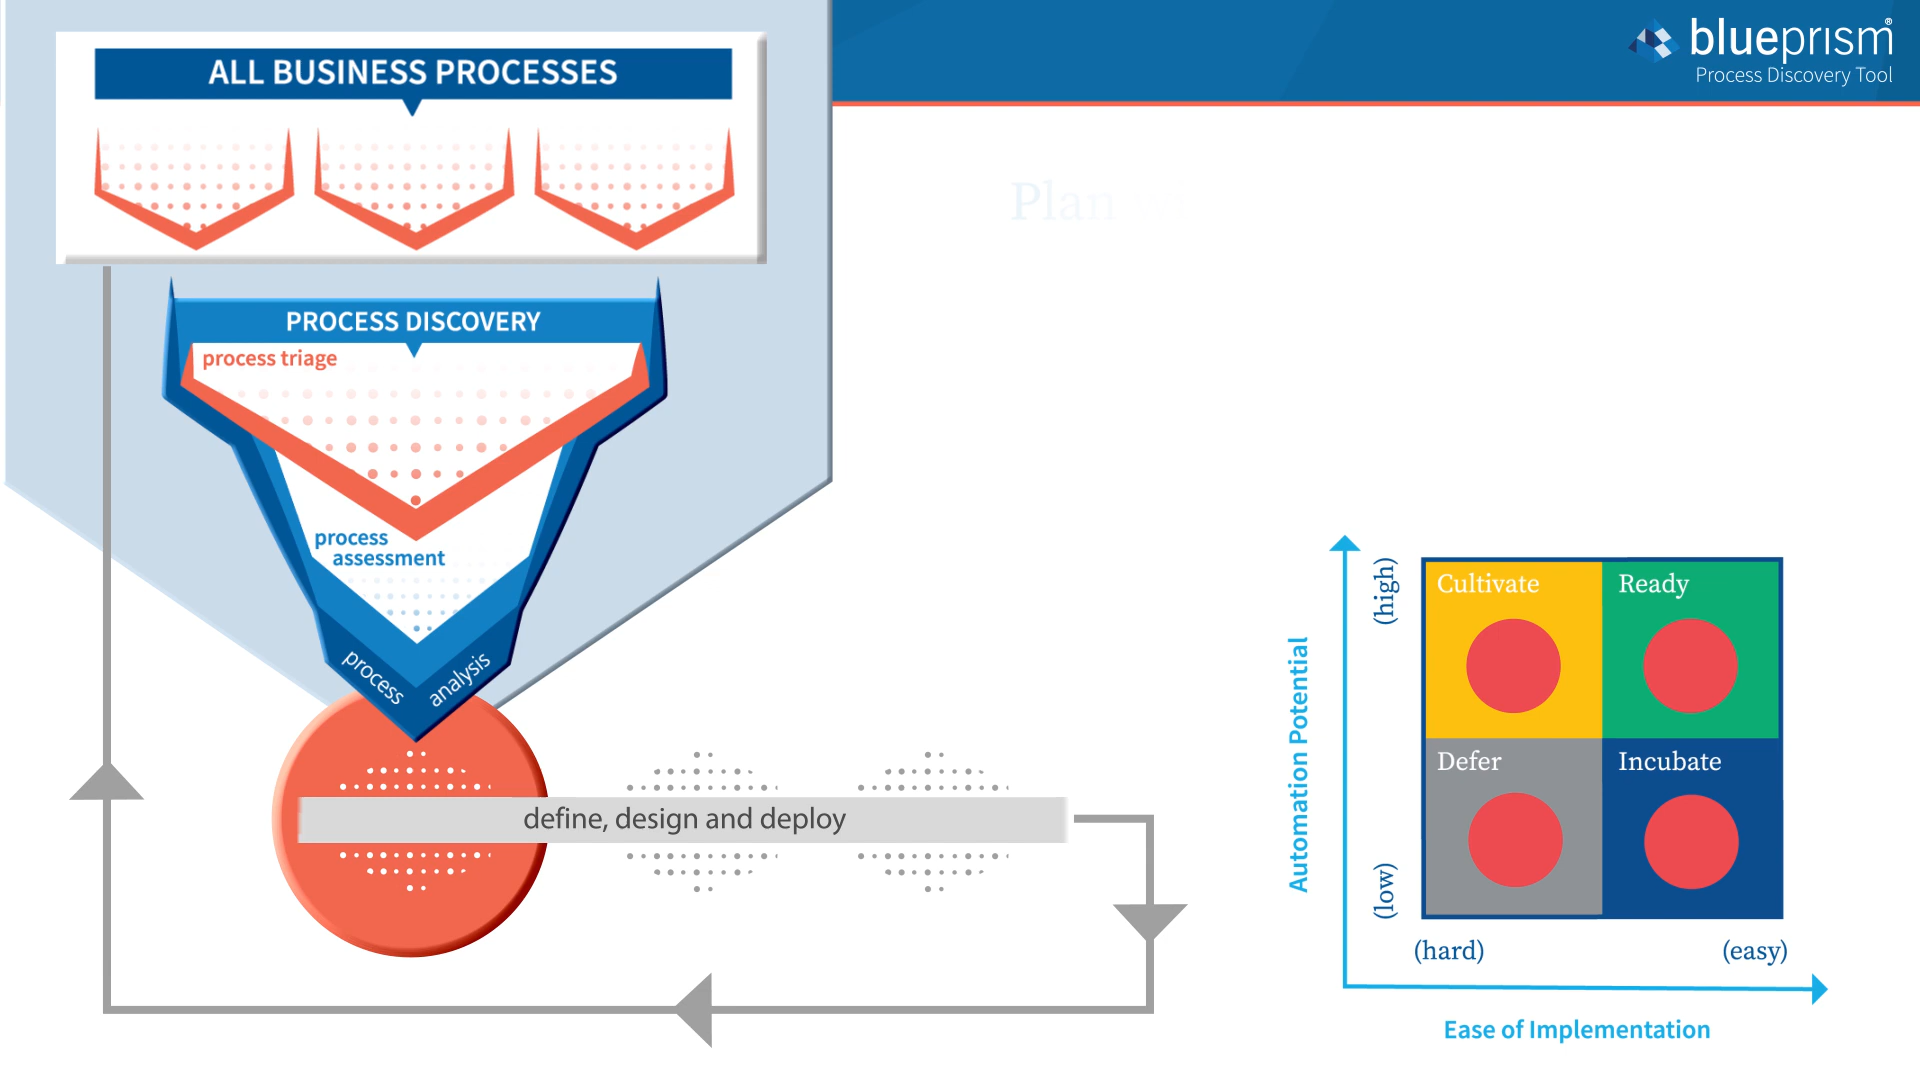 ALL BUSINESS PROCESSES
blueprism®
Process Discovery Tool
Plan
PROCESS DISCOVERY
process triage
process
assessment
process analysis
define, design and deploy
Automation Potential
(high)
(low)
Cultivate
Ready
Defer
Incubate
(hard)
(easy)
Ease of Implementation